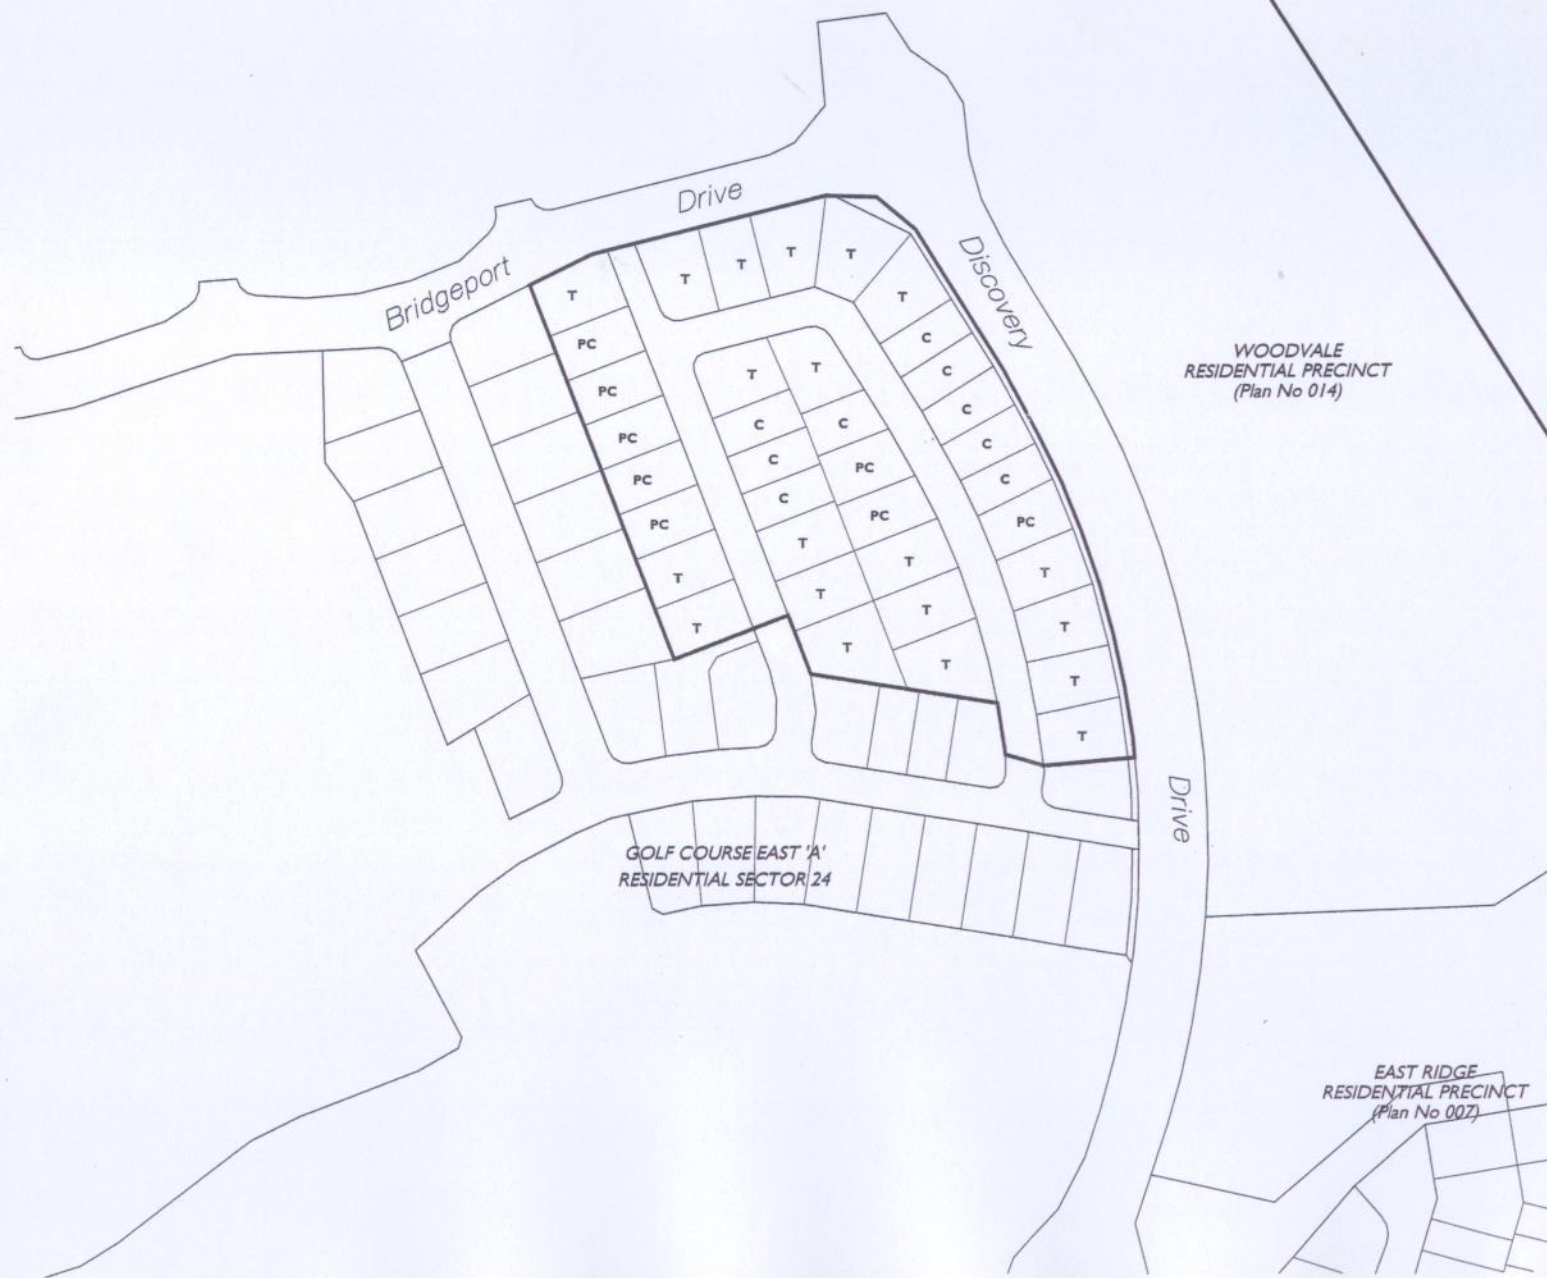 Drive
Bridgeport
Discovery
T
T
T
T
T
T
PC
C
PC
C
T
T
C
PC
C
C
C
PC
C
PC
C
C
C
PC
PC
PC
T
T
T
T
T
T
T
T
T
T
T
T
T
WOODVALE
RESIDENTIAL PRECINCT
(Plan No 014)
Drive
GOLF COURSE EAST 'A'
RESIDENTIAL SECTOR 24
EAST RIDGE
RESIDENTIAL PRECINCT
(Plan No 007)